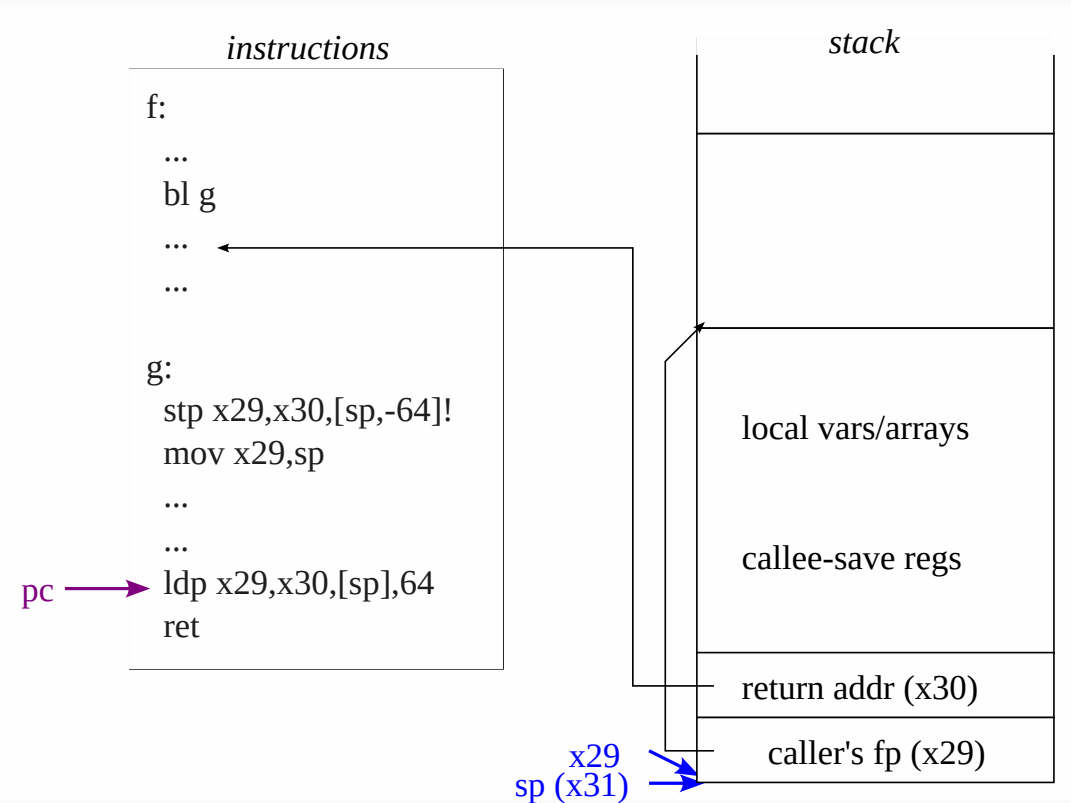 instructions
f:
...
bl g
...
...
g:
stp x29,x30,[sp,-64]!
mov x29,sp
...
...
ldp x29,x30,[sp],64
ret
pc
stack
local vars/arrays
callee-save regs
return addr (x30)
caller's fp (x29)
x29
sp (x31)